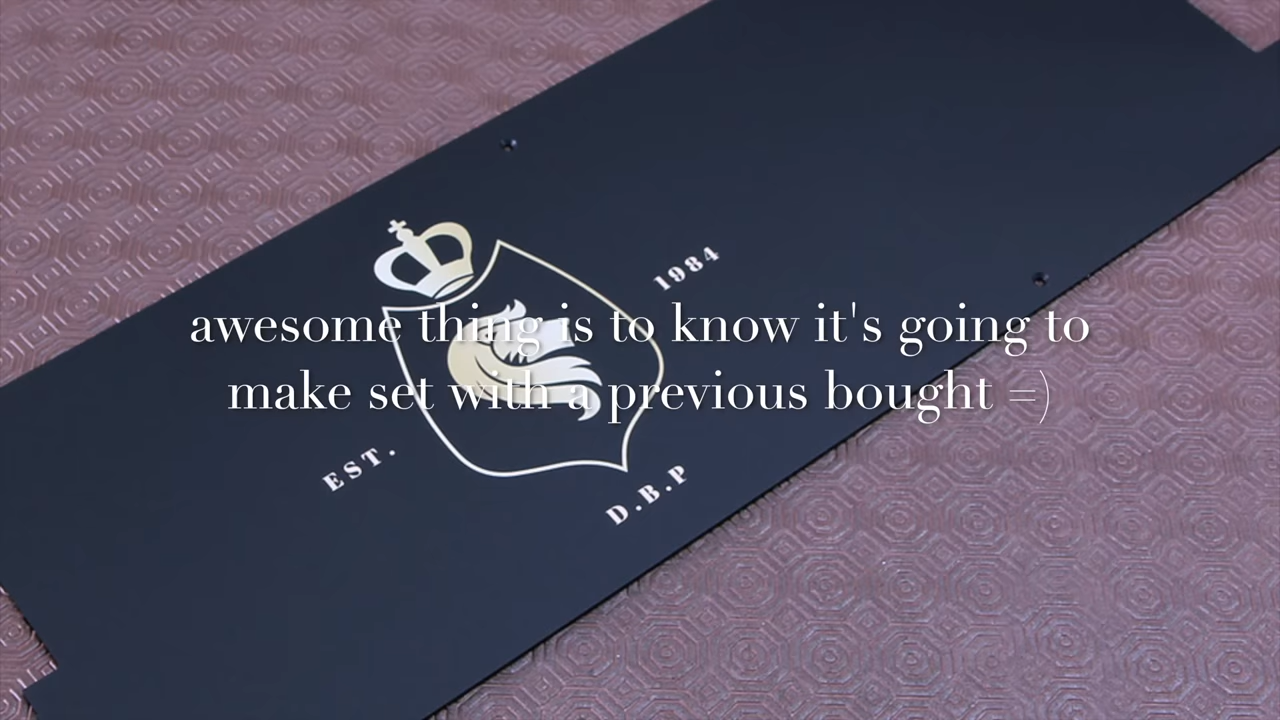 1984
awesome thing is to know it's going to
make set with a previous bought =)
EST.
D.B.P